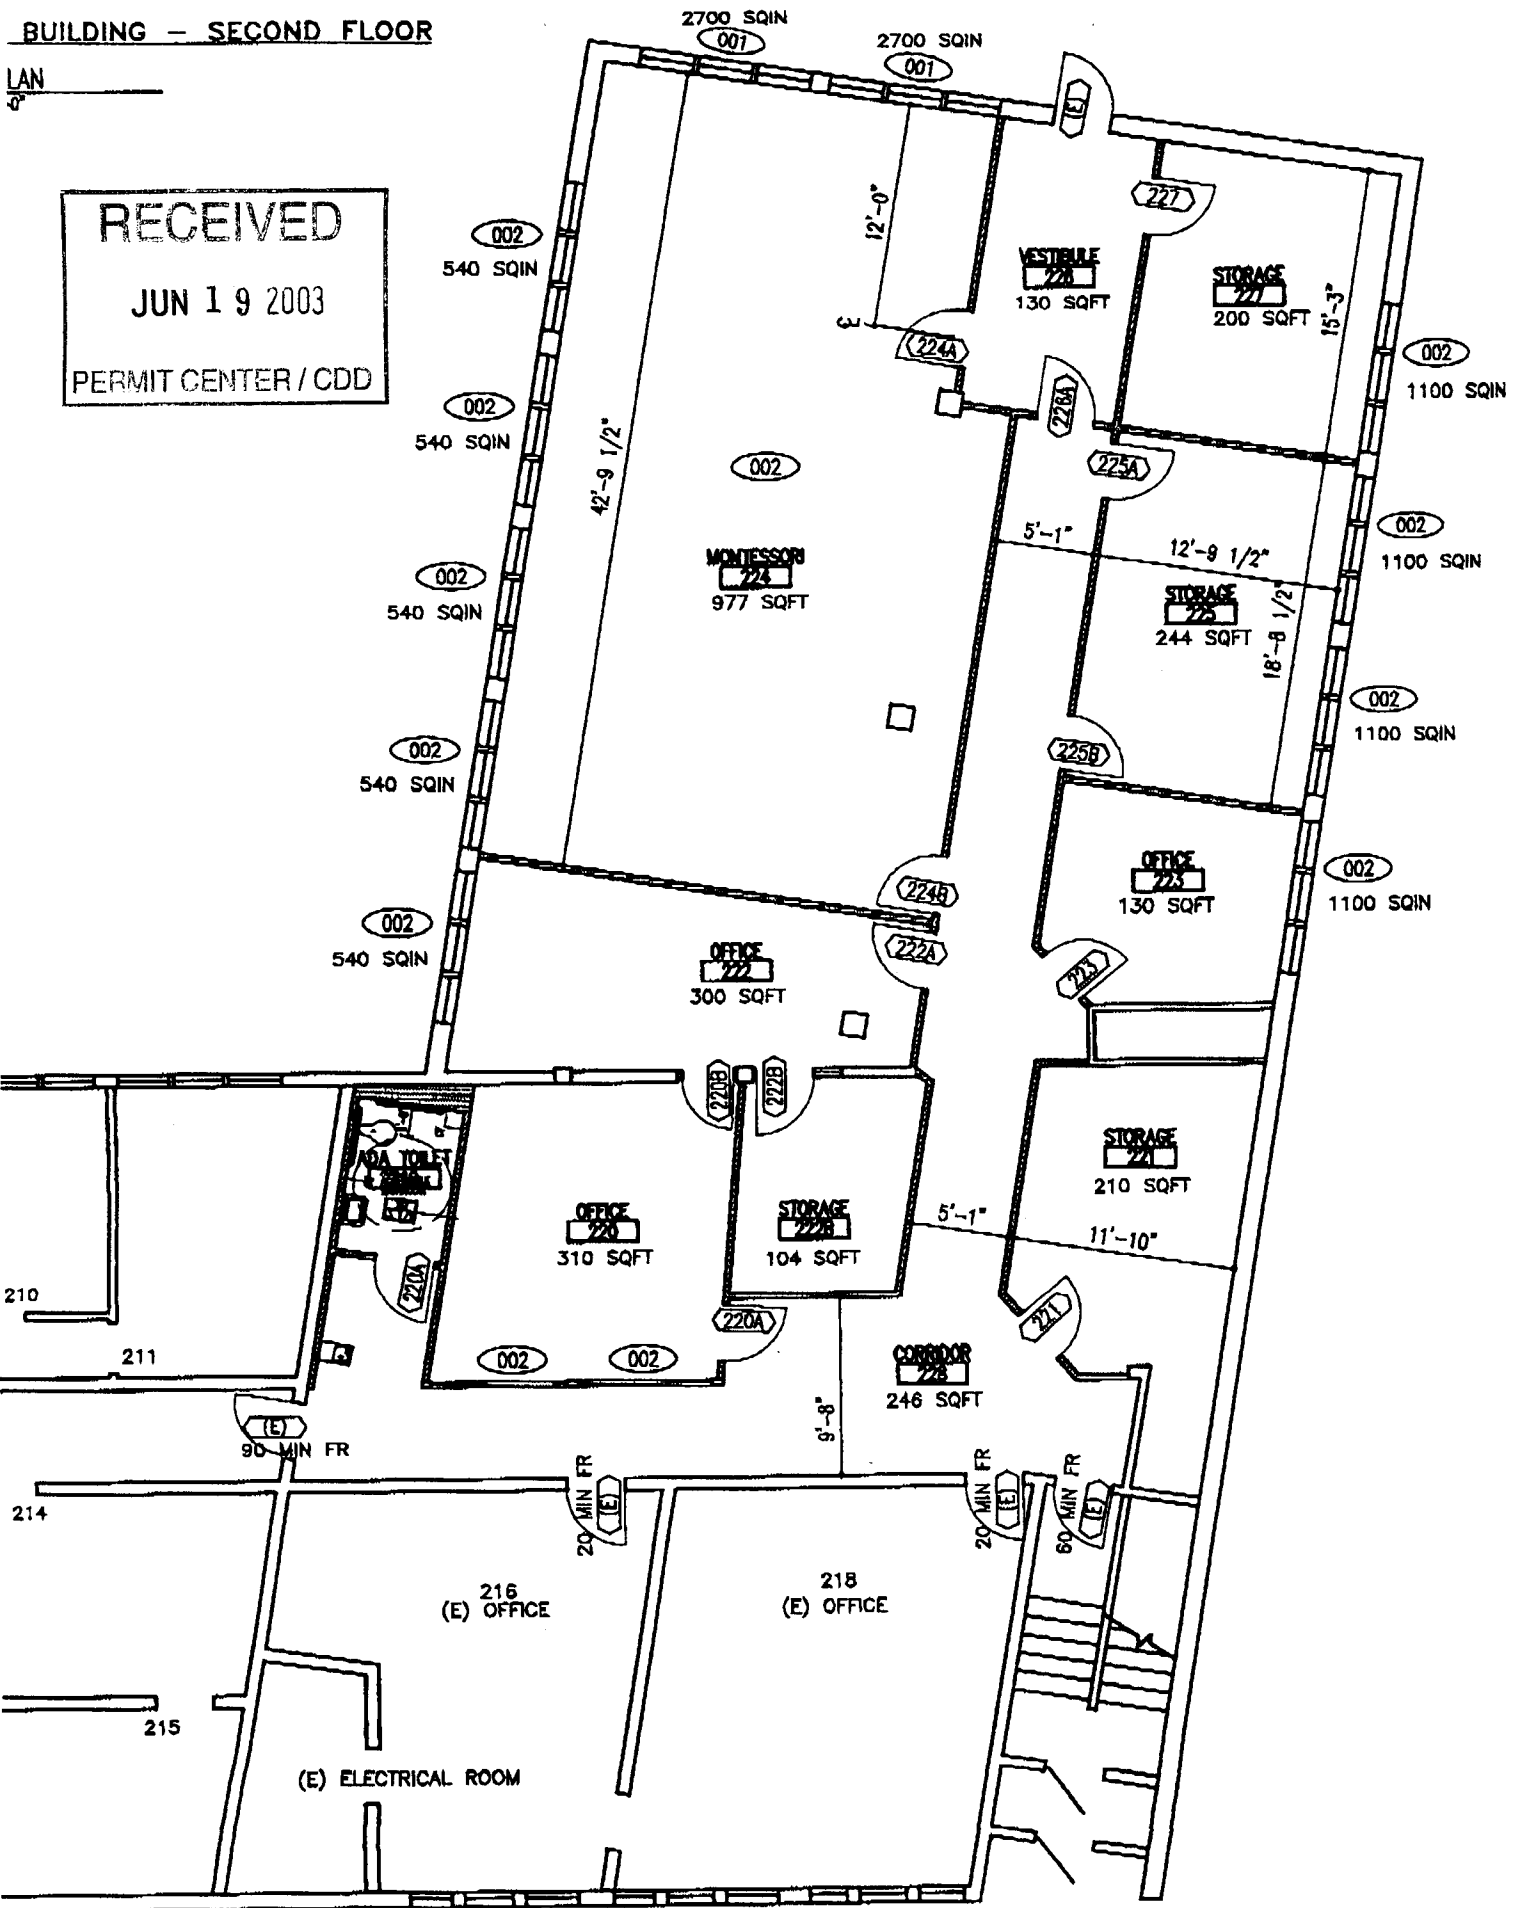 BUILDING – SECOND FLOOR
LAN
RECEIVED
JUN 19 2003
PERMIT CENTER / CDD
2700 SQIN
001
2700 SQIN
001
(E)
227
12'-0"
VESTIBULE
226
130 SQFT
STORAGE
227
200 SQFT
15'-3"
002
540 SQIN
224A
3
226A
002
1100 SQIN
002
540 SQIN
42'-9 1/2"
002
225A
002
1100 SQIN
5'-1"
12'-9 1/2"
MONTESSORI
224
977 SQFT
002
540 SQIN
STORAGE
225
244 SQFT
18'-8 1/2"
002
1100 SQIN
002
540 SQIN
225B
OFFICE
223
130 SQFT
002
1100 SQIN
224B
002
540 SQIN
OFFICE
222
300 SQFT
222A
223
220B
222B
ADA TOILET
STORAGE
221
210 SQFT
OFFICE
220
310 SQFT
STORAGE
222B
104 SQFT
5'-1"
11'-10"
220A
210
220A
221
211
002
002
CORRIDOR
228
246 SQFT
9'-8"
(E)
90 MIN FR
20 MIN FR
(E)
20 MIN FR
(E)
60 MIN FR
(E)
214
216
(E) OFFICE
218
(E) OFFICE
215
(E) ELECTRICAL ROOM